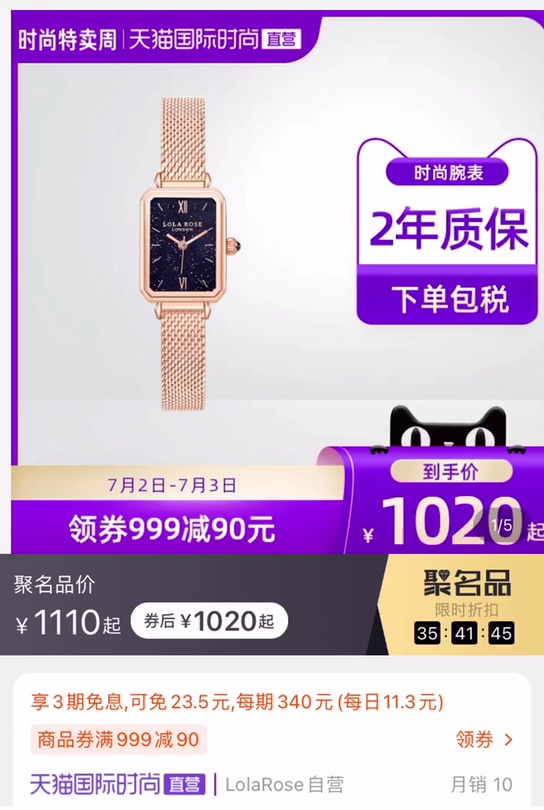 时尚特卖周|天猫国际时尚 直营
XII
LOLA ROSE
LONDON
时尚腕表
2年质保
下单包税
7月2日-7月3日
领券999减90元
到手价
¥1020起
1/5
聚名品价
¥1110起 券后¥1020起
聚名品
限时折扣
35:41:45
享3期免息,可免23.5元,每期340元(每日11.3元)
商品券满999减90
领券 >
天猫国际时尚 直营|LolaRose自营
月销 10